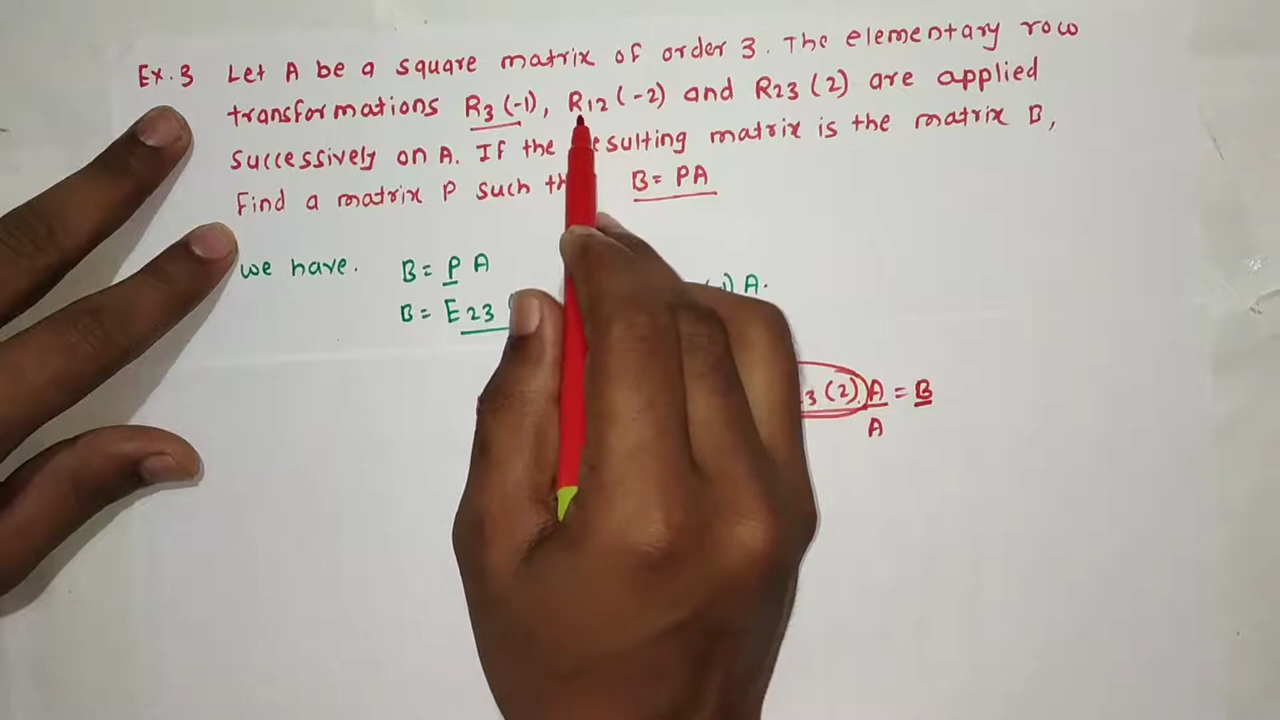 Ex.3 Let A be a square matrix of order 3. The elementary row
transformations R3(-1), R12(-2) and R23(2) are applied
successively on A. If the resulting matrix is the matrix B,
Find a matrix P such B = PA
we have. B = P A
B = E23 A.
3(2). A = B
A